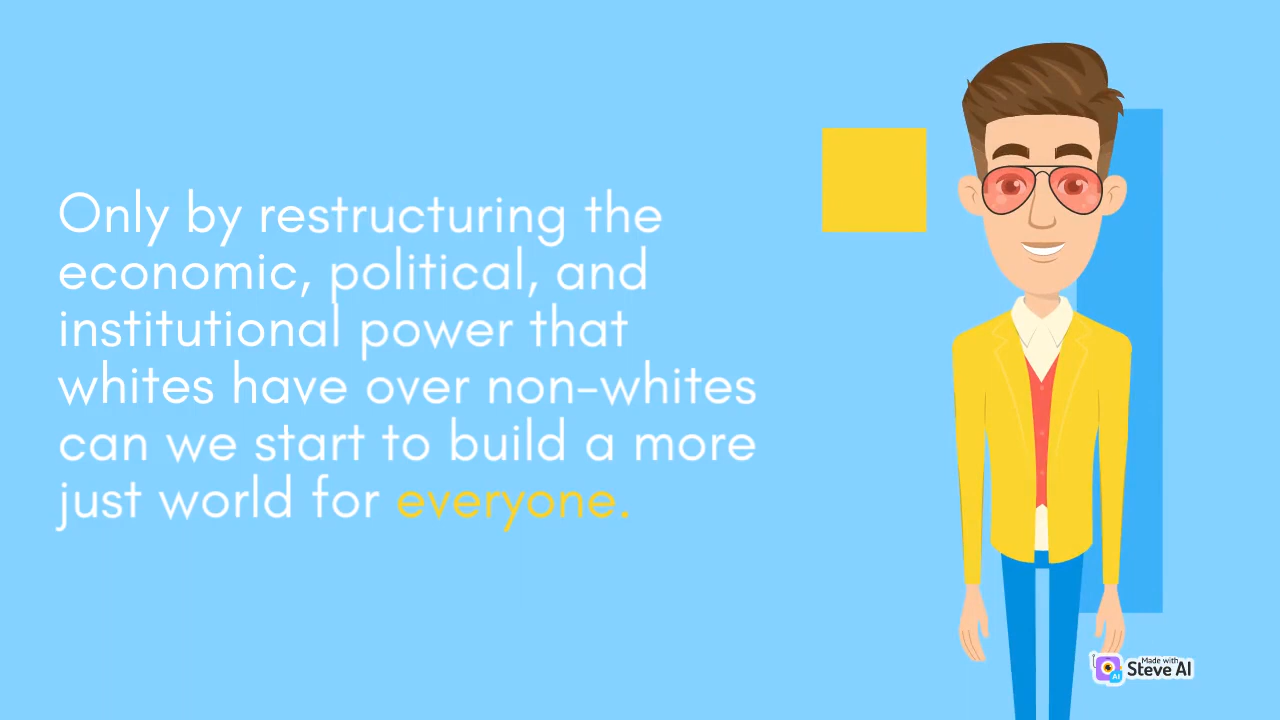 Only by restructuring the
economic, political, and
institutional power that
whites have over non-whites
can we start to build a more
just world for everyone.
Made with
Steve AI
AI